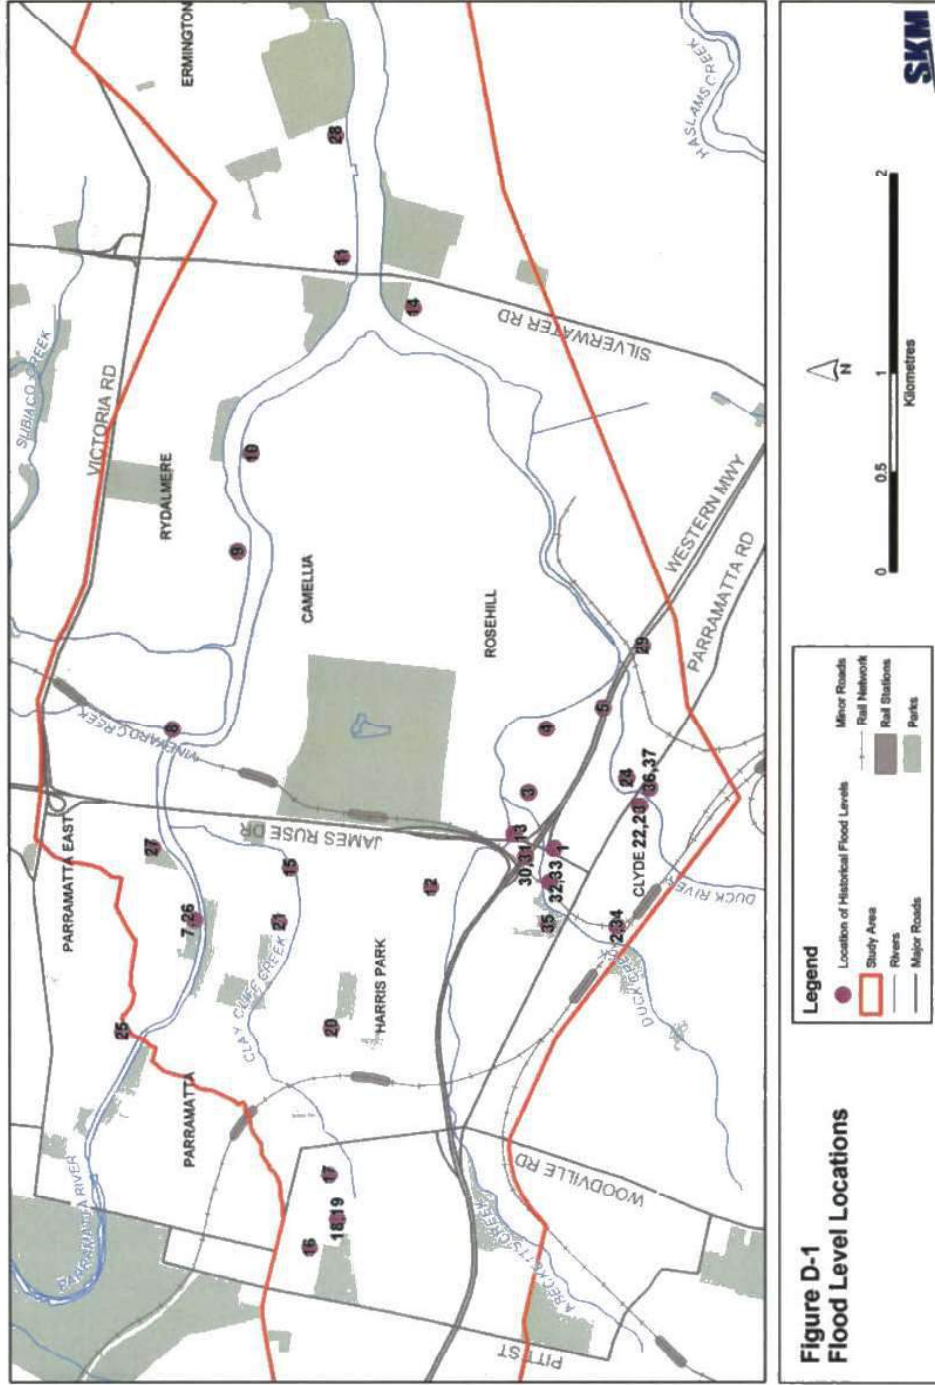 ERMINGTON
28
11
14
HASLAMS CREEK
SILVERWATER RD
SUBIACO CREEK
VICTORIA RD
RYDALMERE
10
9
CAMELLIA
ROSEHILL
WESTERN MWY
PARRAMATTA RD
VINEYARD CREEK
8
JAMES RUSE DR
4
5
29
3
24
36,37
22,23
CLYDE
13
30,31
1
32,33
35
2,34
DUCK RIVER
DUCK CREEK
PARRAMATTA EAST
27
7,26
15
21
12
CLAY CLIFF CREEK
HARRIS PARK
20
25
PARRAMATTA
PARRAMATTA RIVER
17
18,19
16
WOODVILLE RD
A'BECKETTS CREEK
PITT ST
Figure D-1
Flood Level Locations
Legend
Location of Historical Flood Levels
Study Area
Rivers
Major Roads
Minor Roads
Rail Network
Rail Stations
Parks
N
0 0.5 1 2
Kilometres
SKM